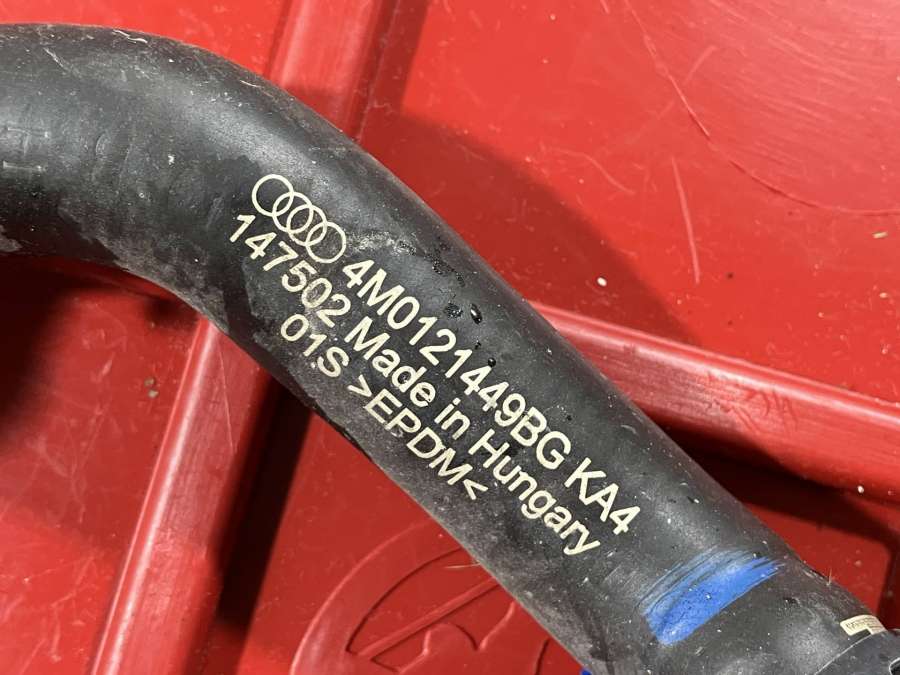 4M0121449BG KA4
147502 Made in Hungary
01S >EPDM<